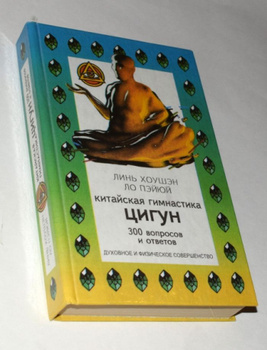 ЛИНЬ ХОУШЭН
ЛО ПЭЙЮЙ
КИТАЙСКАЯ ГИМНАСТИКА
ЦИГУН
300 вопросов
и ответов
ДУХОВНОЕ И ФИЗИЧЕСКОЕ СОВЕРШЕНСТВО